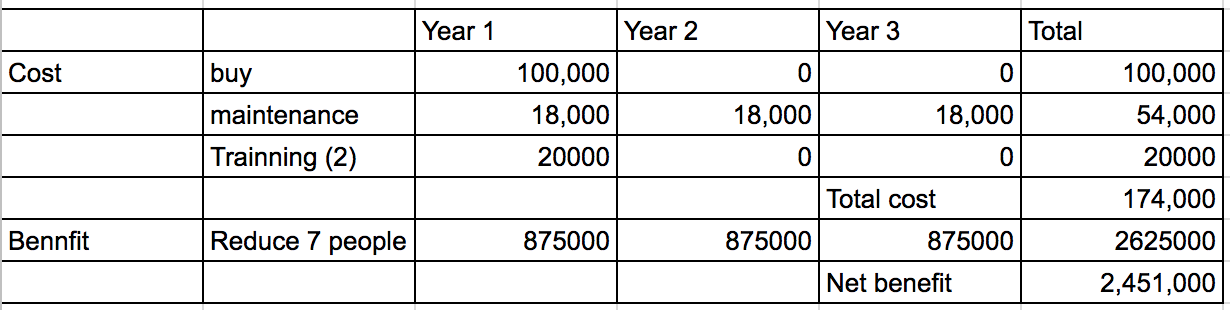 Year 1 Year 2 Year 3 Total
Cost buy 100,000 0 0 100,000
maintenance 18,000 18,000 18,000 54,000
Trainning (2) 20000 0 0 20000
Total cost 174,000
Bennfit Reduce 7 people 875000 875000 875000 2625000
Net benefit 2,451,000